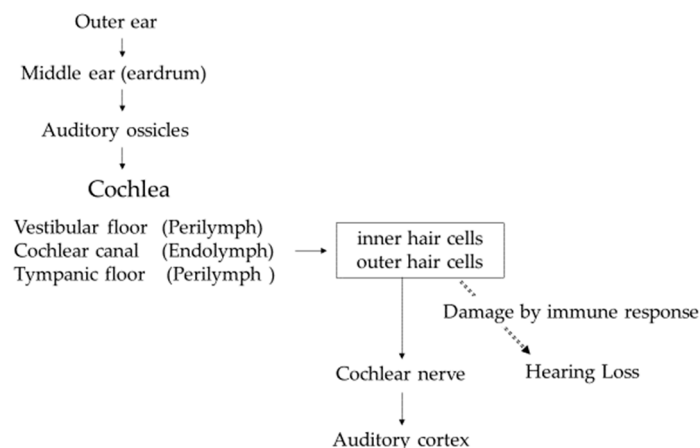 Outer ear
Middle ear (eardrum)
Auditory ossicles
Cochlea
Vestibular floor (Perilymph)
Cochlear canal (Endolymph)
Tympanic floor (Perilymph )
inner hair cells
outer hair cells
Damage by immune response
Hearing Loss
Cochlear nerve
Auditory cortex